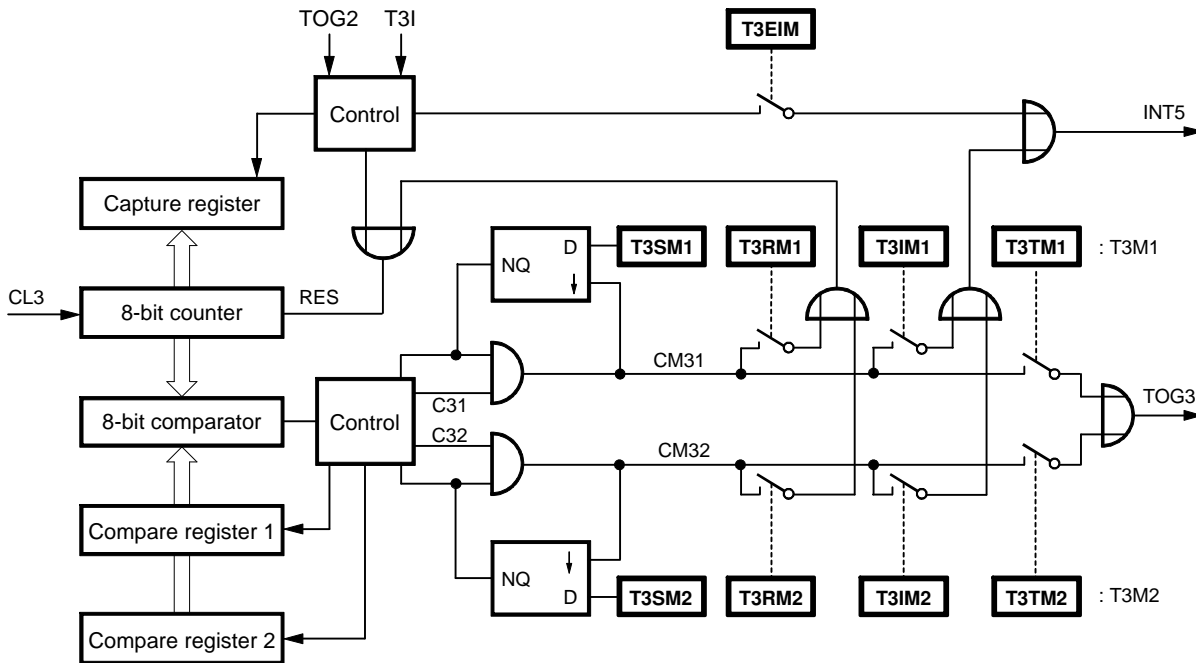 TOG2 T3I
T3EIM
Control
INT5
Capture register
D
T3SM1
T3RM1
T3IM1
T3TM1
: T3M1
NQ
CL3
8-bit counter
RES
CM31
C31
8-bit comparator
Control
TOG3
C32
CM32
Compare register 1
NQ
D
T3SM2
T3RM2
T3IM2
T3TM2
: T3M2
Compare register 2